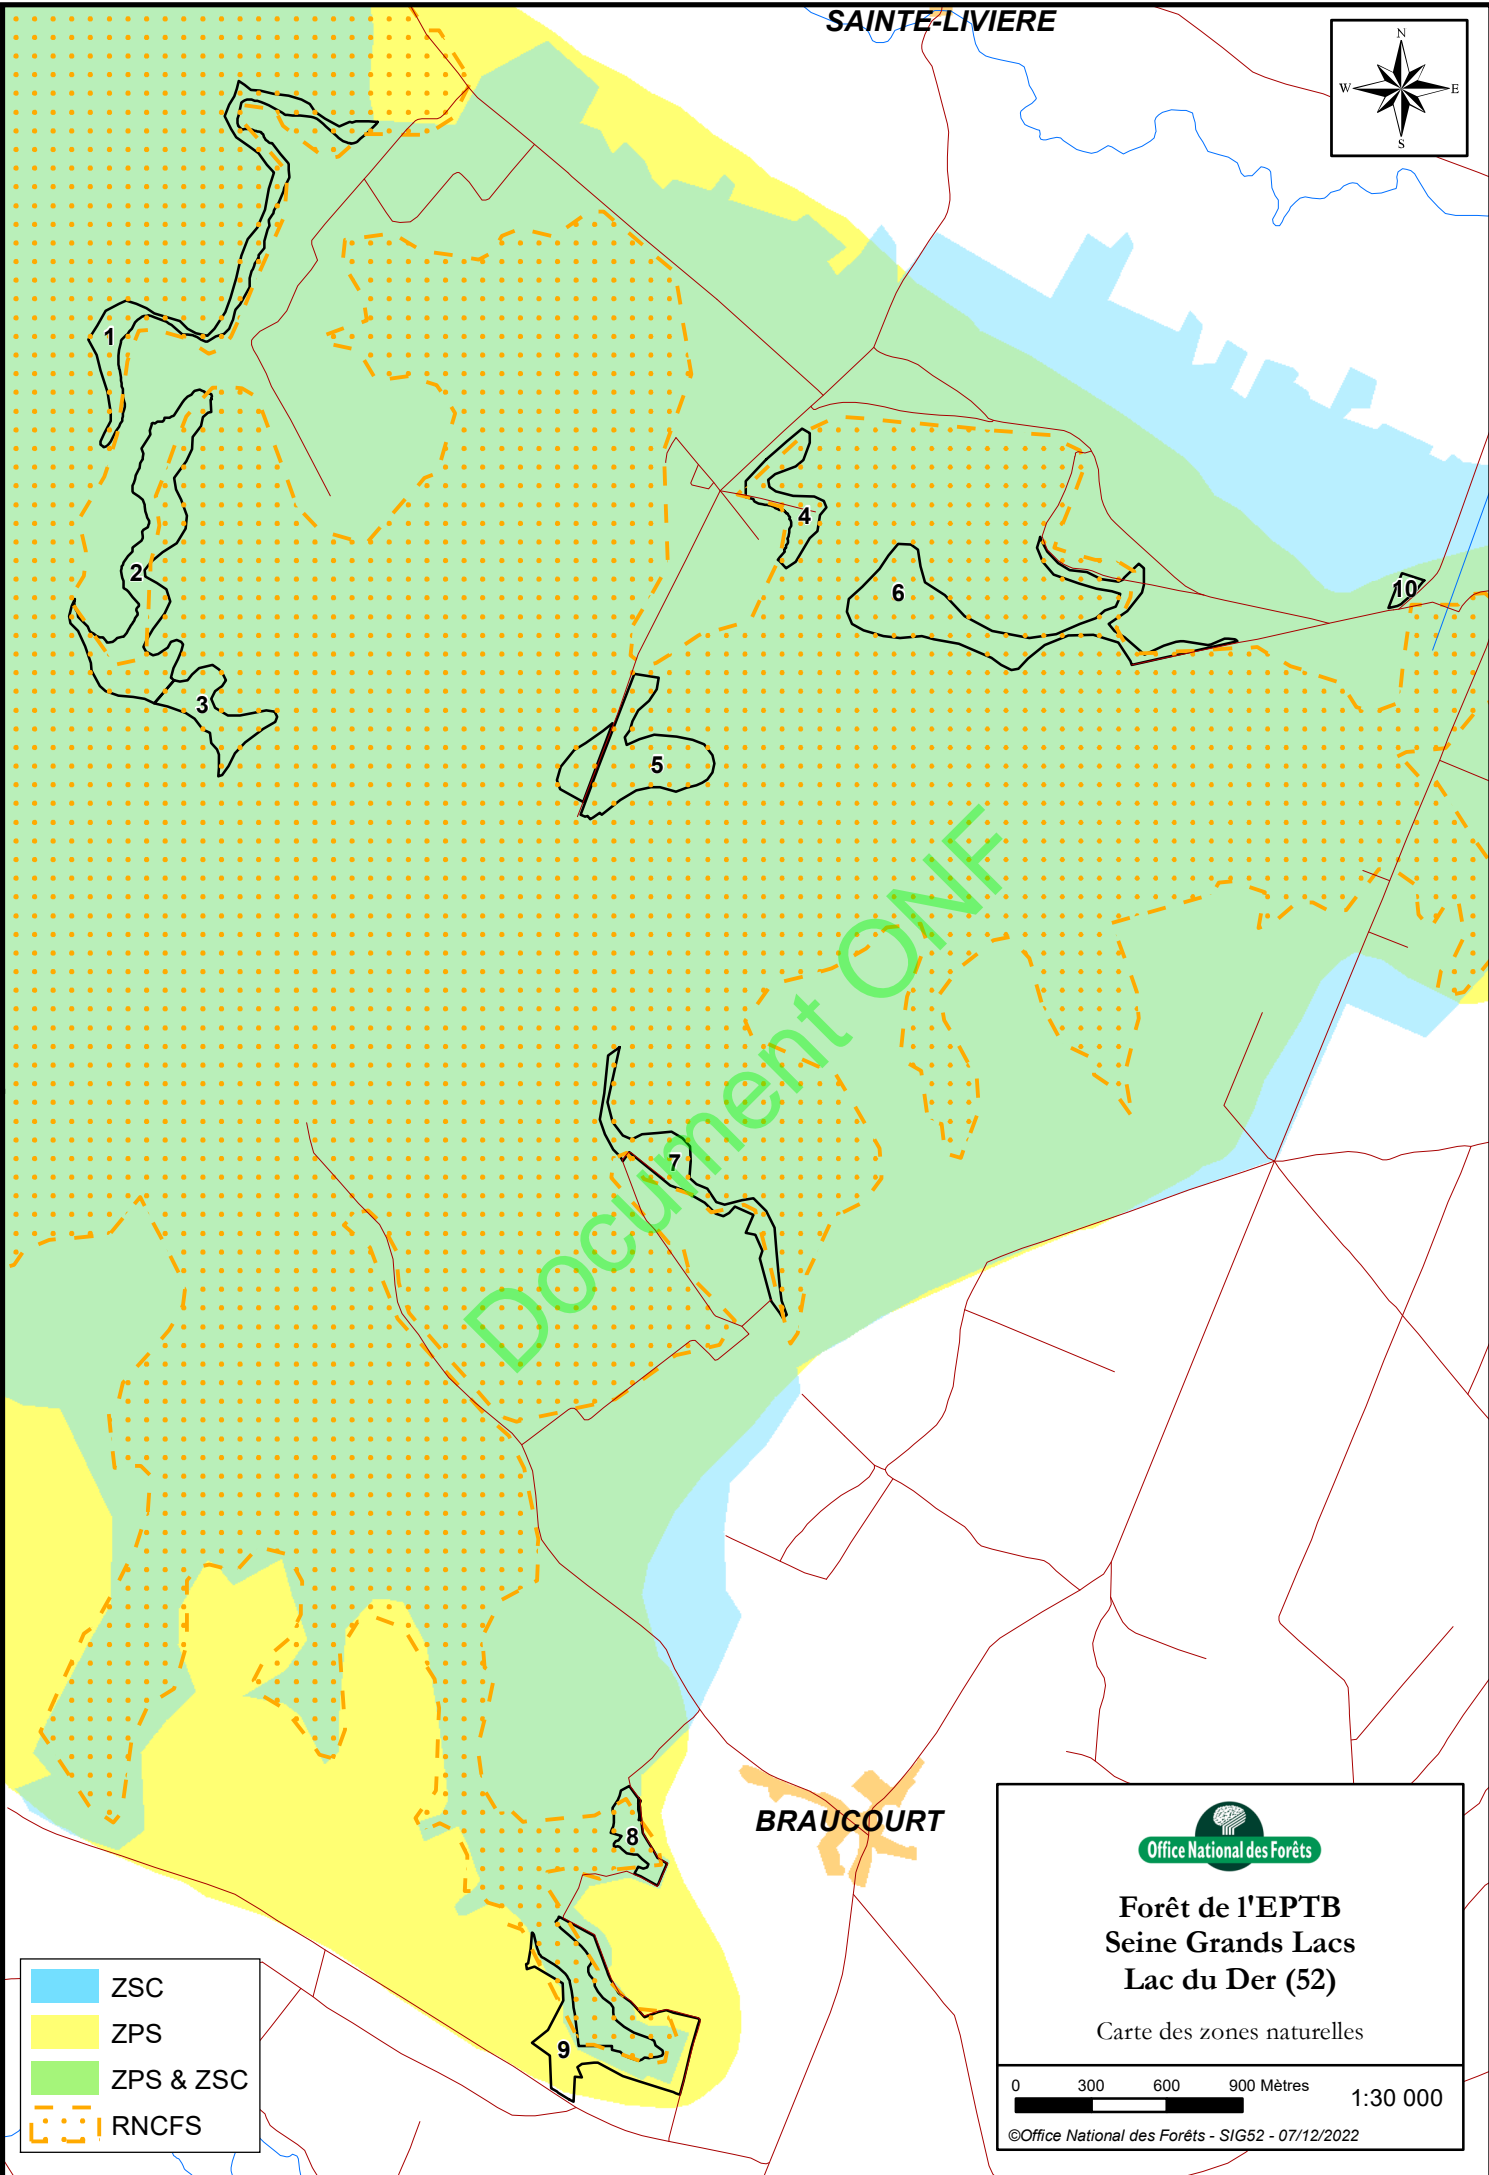 SAINTE-LIVIERE
N
W E
S
1
2
3
4
5
6
7
8
9
10
Document ONF
BRAUCOURT
ZSC
ZPS
ZPS & ZSC
RNCFS
Office National des Forêts
Forêt de l'EPTB
Seine Grands Lacs
Lac du Der (52)
Carte des zones naturelles
0 300 600 900 Mètres
1:30 000
©Office National des Forêts - SIG52 - 07/12/2022